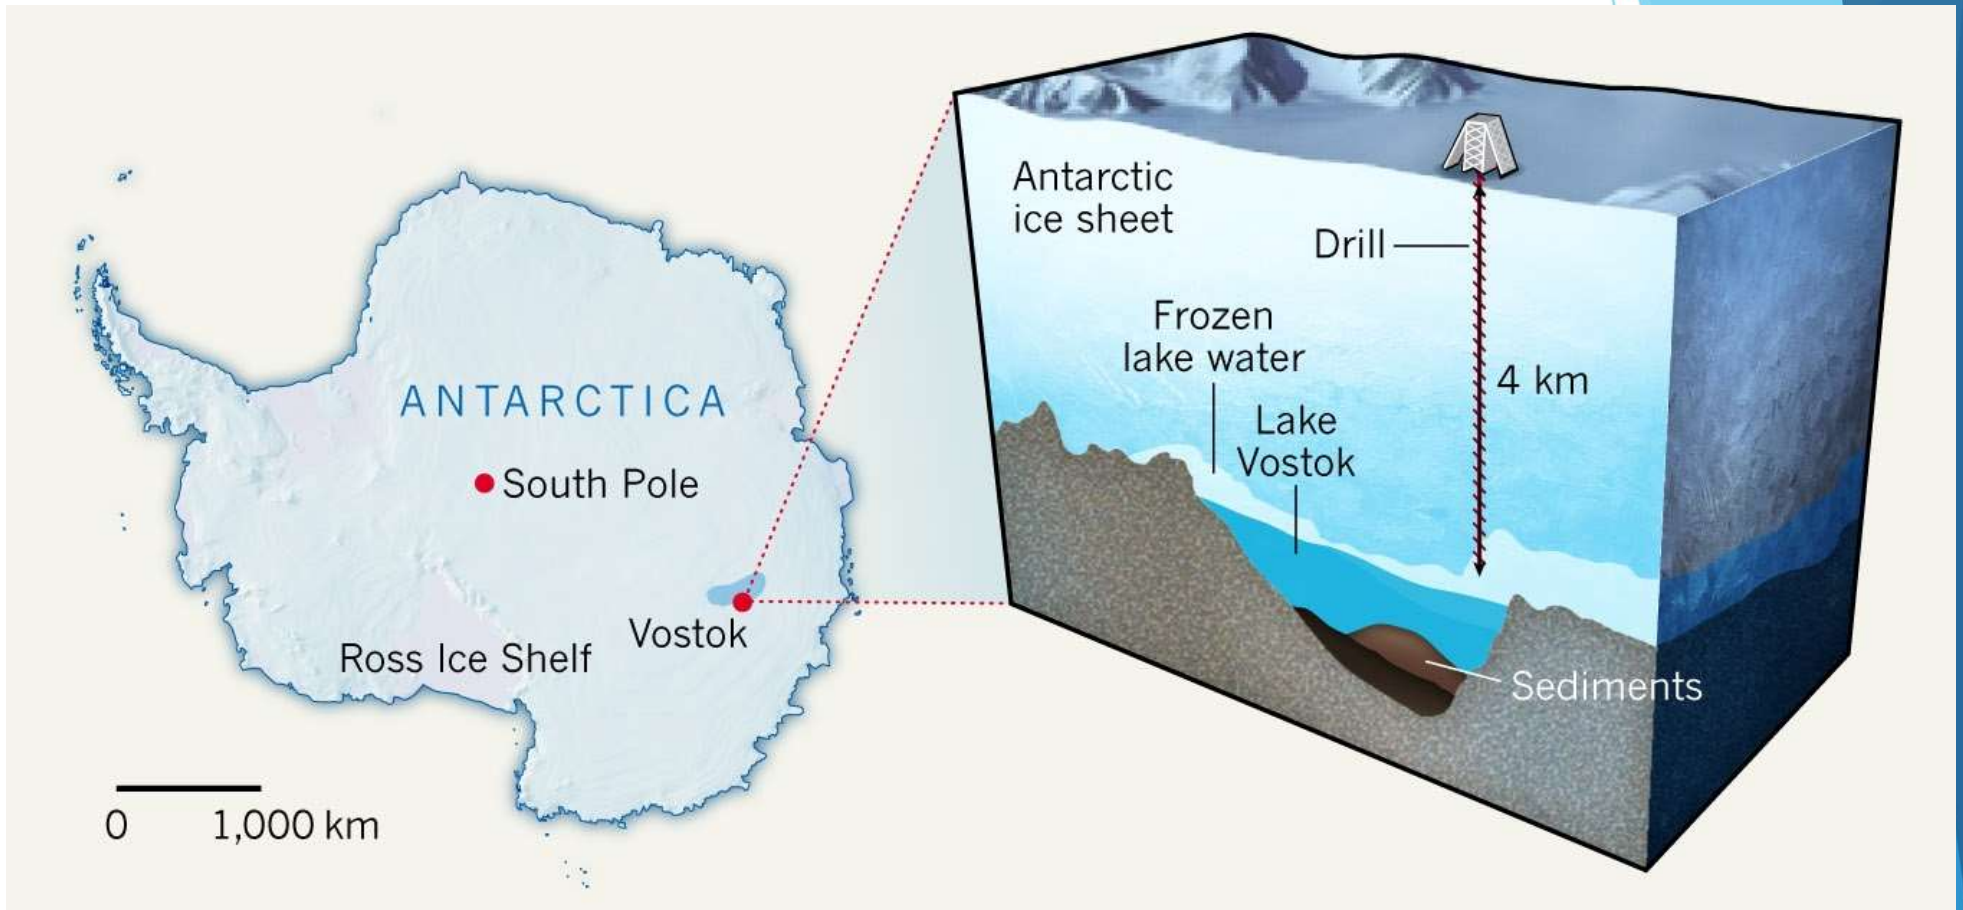 ANTARCTICA
South Pole
Vostok
Ross Ice Shelf
0 1,000 km
Antarctic
ice sheet
Drill
Frozen
lake water
4 km
Lake
Vostok
Sediments